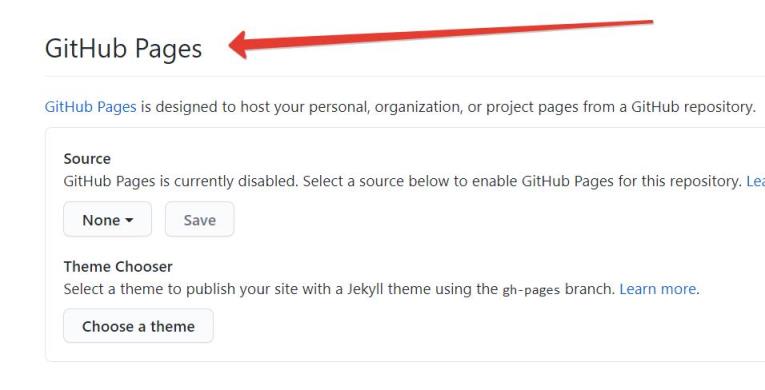 GitHub Pages
GitHub Pages is designed to host your personal, organization, or project pages from a GitHub repository.
Source
GitHub Pages is currently disabled. Select a source below to enable GitHub Pages for this repository.
None Save
Theme Chooser
Select a theme to publish your site with a Jekyll theme using the gh-pages branch. Learn more.
Choose a theme